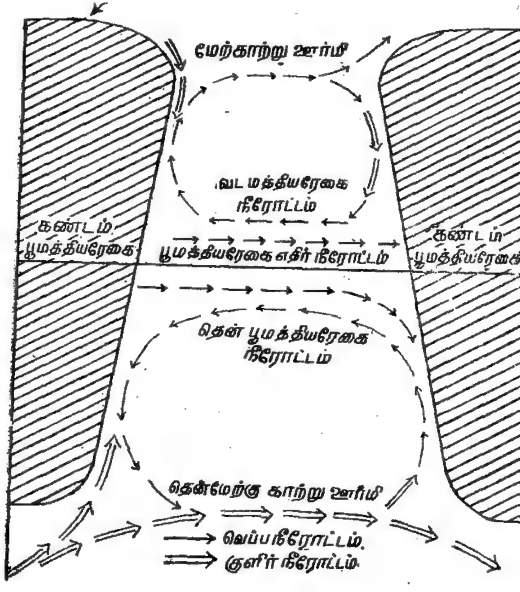 மேற்காற்று ஊர்மி
வட மத்தியரேகை
நீரோட்டம்
கண்டம்
பூமத்தியரேகை
பூமத்தியரேகை எதிர் நீரோட்டம்
கண்டம்
பூமத்தியரேகை
தென் பூமத்தியரேகை
நீரோட்டம்
தென்மேற்கு காற்று ஊர்மி
வெப்பநீரோட்டம்
குளிர் நீரோட்டம்